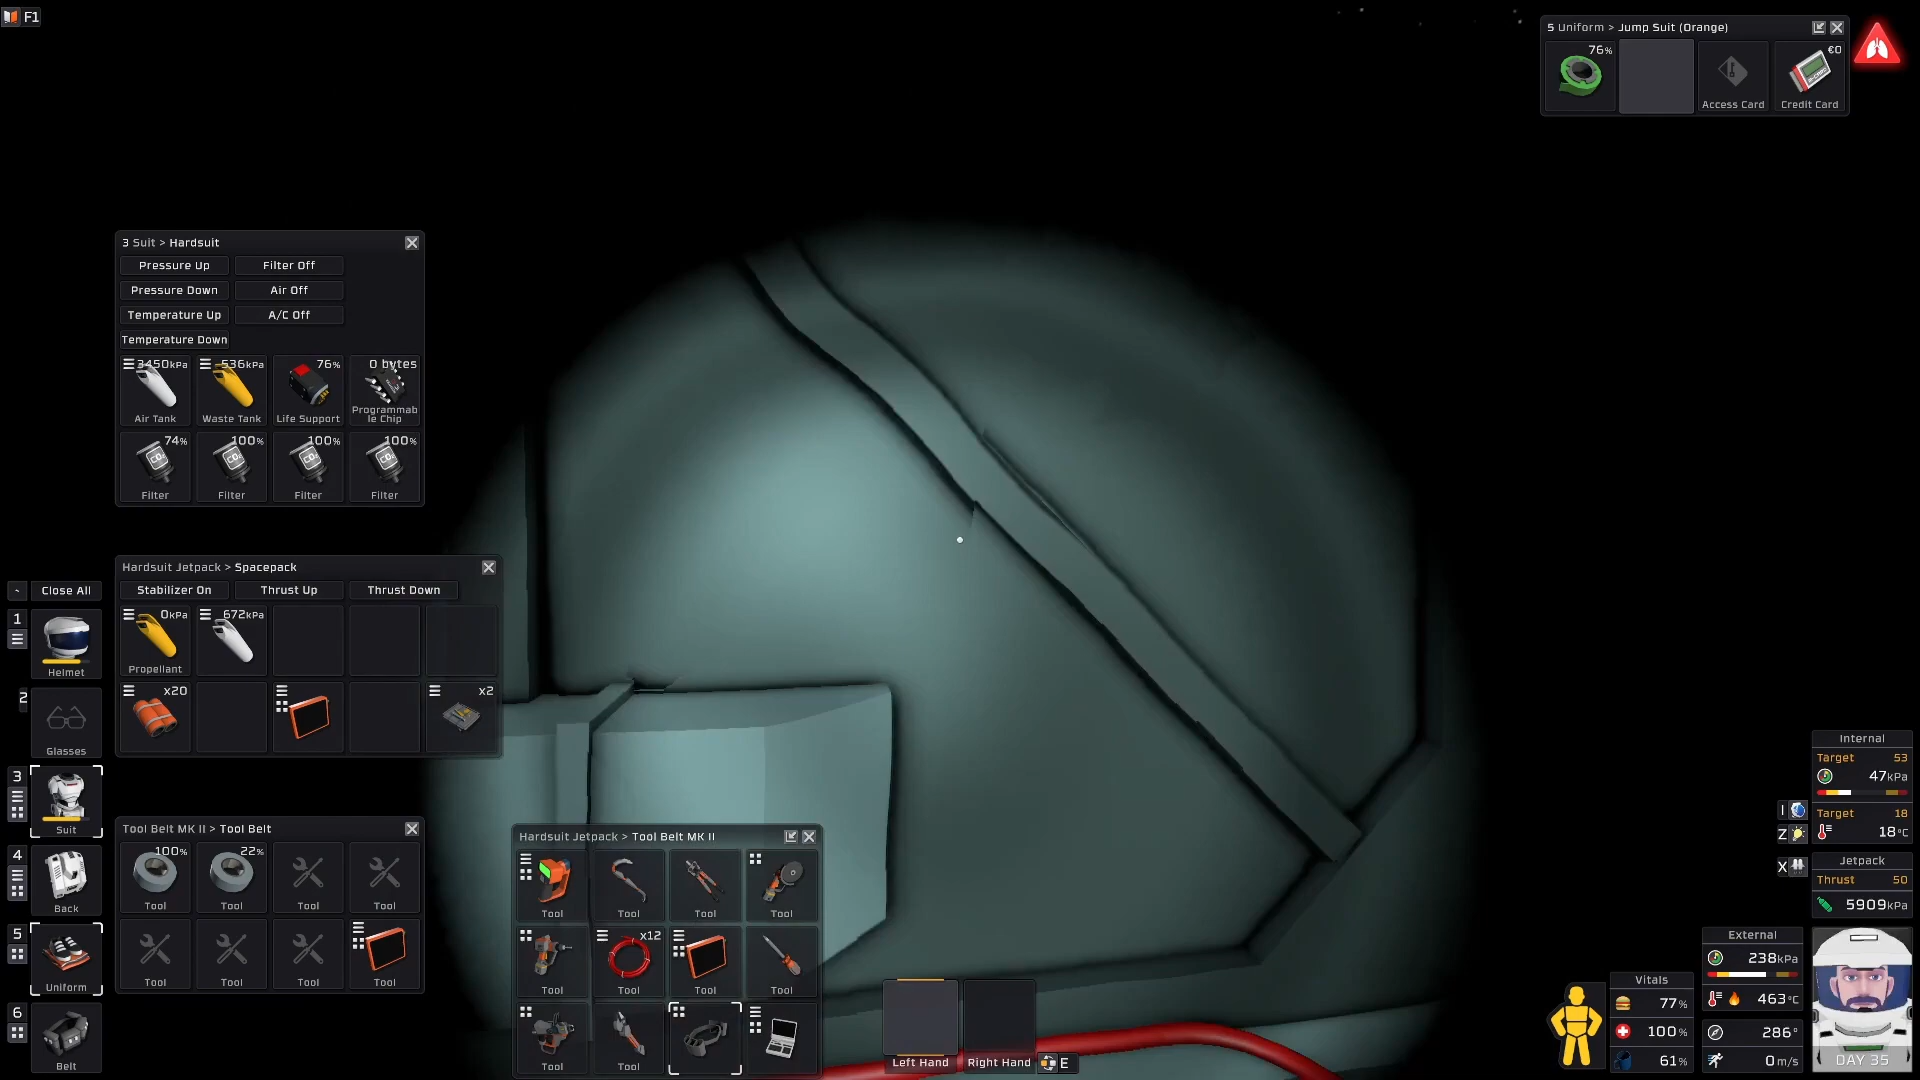 F1
5 Uniform > Jump Suit (Orange)
76%
€0
Access Card
Credit Card
3 Suit > Hardsuit
Pressure Up
Filter Off
Pressure Down
Air Off
Temperature Up
A/C Off
Temperature Down
3450kPa
536kPa
76%
0 bytes
Air Tank
Waste Tank
Life Support
Programmab
le Chip
74%
100%
100%
100%
Filter
Filter
Filter
Filter
Hardsuit Jetpack > Spacepack
Stabilizer On
Thrust Up
Thrust Down
0kPa
672kPa
Propellant
x20
x2
~
Close All
1
Helmet
2
Glasses
3
Suit
4
Back
5
Uniform
6
Belt
Tool Belt MK II > Tool Belt
100%
22%
Tool
Tool
Tool
Tool
Tool
Tool
Tool
Tool
Hardsuit Jetpack > Tool Belt MK II
Tool
Tool
Tool
Tool
x12
Tool
Tool
Tool
Tool
Tool
Tool
Left Hand
Right Hand
E
Internal
Target 53
47kPa
I
Target 18
Z
18°C
X
Jetpack
Thrust 50
5909kPa
External
238kPa
463°C
286°
0m/s
Vitals
77%
100%
61%
DAY 35